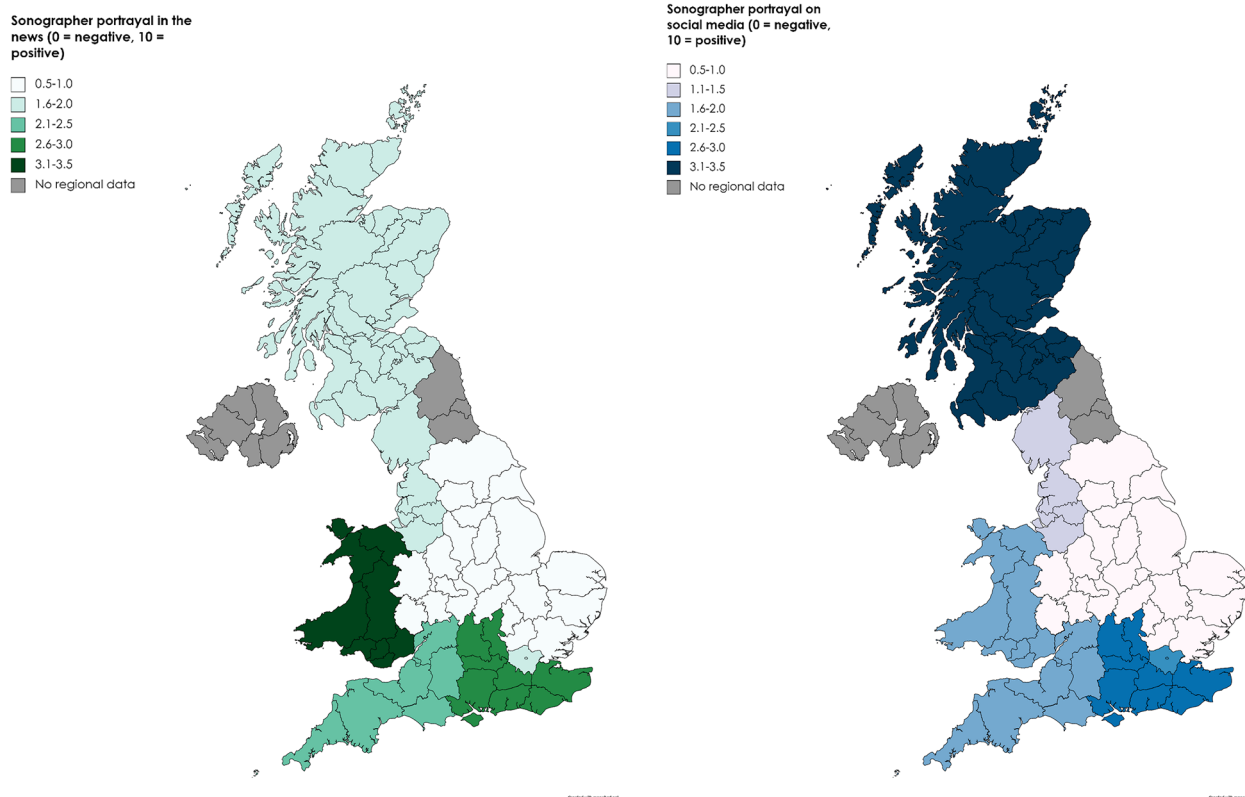 Sonographer portrayal in the
news (0 = negative, 10 =
positive)
0.5-1.0
1.6-2.0
2.1-2.5
2.6-3.0
3.1-3.5
No regional data
Sonographer portrayal on
social media (0 = negative,
10 = positive)
0.5-1.0
1.1-1.5
1.6-2.0
2.1-2.5
2.6-3.0
3.1-3.5
No regional data